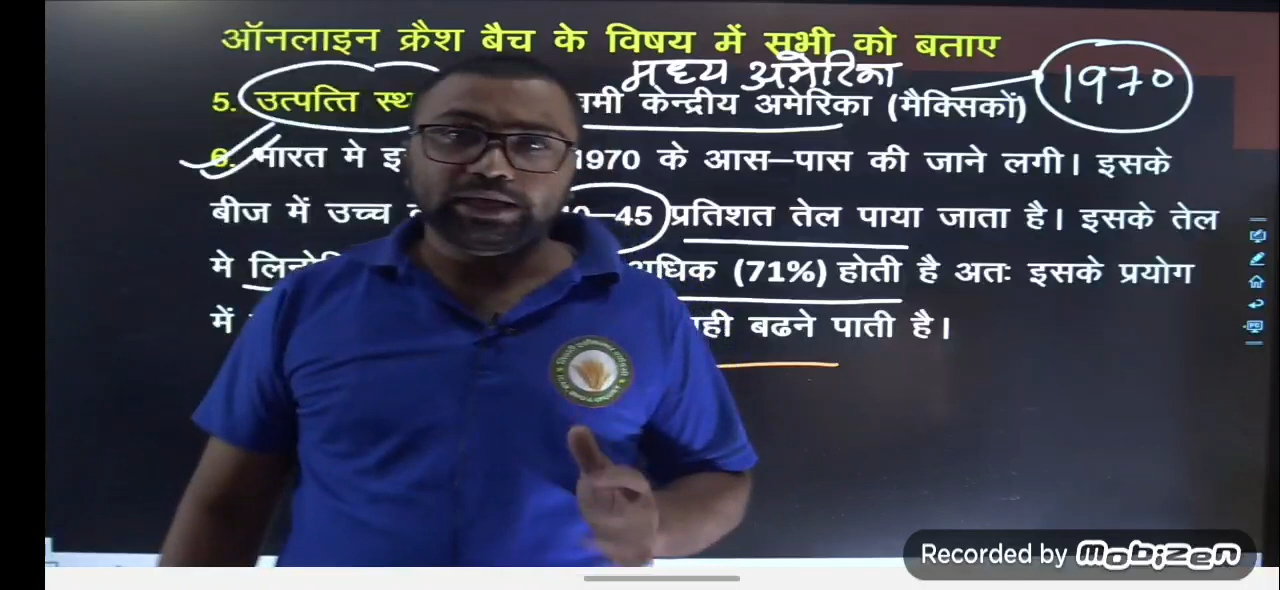 ऑनलाइन क्रैश बैच के विषय में सभी को बताए
मध्य अमेरिका
1970
5. उत्पत्ति केन्द्रीय अमेरिका (मैक्सिकों)
6. भारत मे 1970 के आस–पास की जाने लगी। इसके
बीज में उच्च –45 प्रतिशत तेल पाया जाता है। इसके तेल
मे अधिक (71%) होती है अतः इसके प्रयोग
में नही बढने पाती है।
Recorded by Mobizen